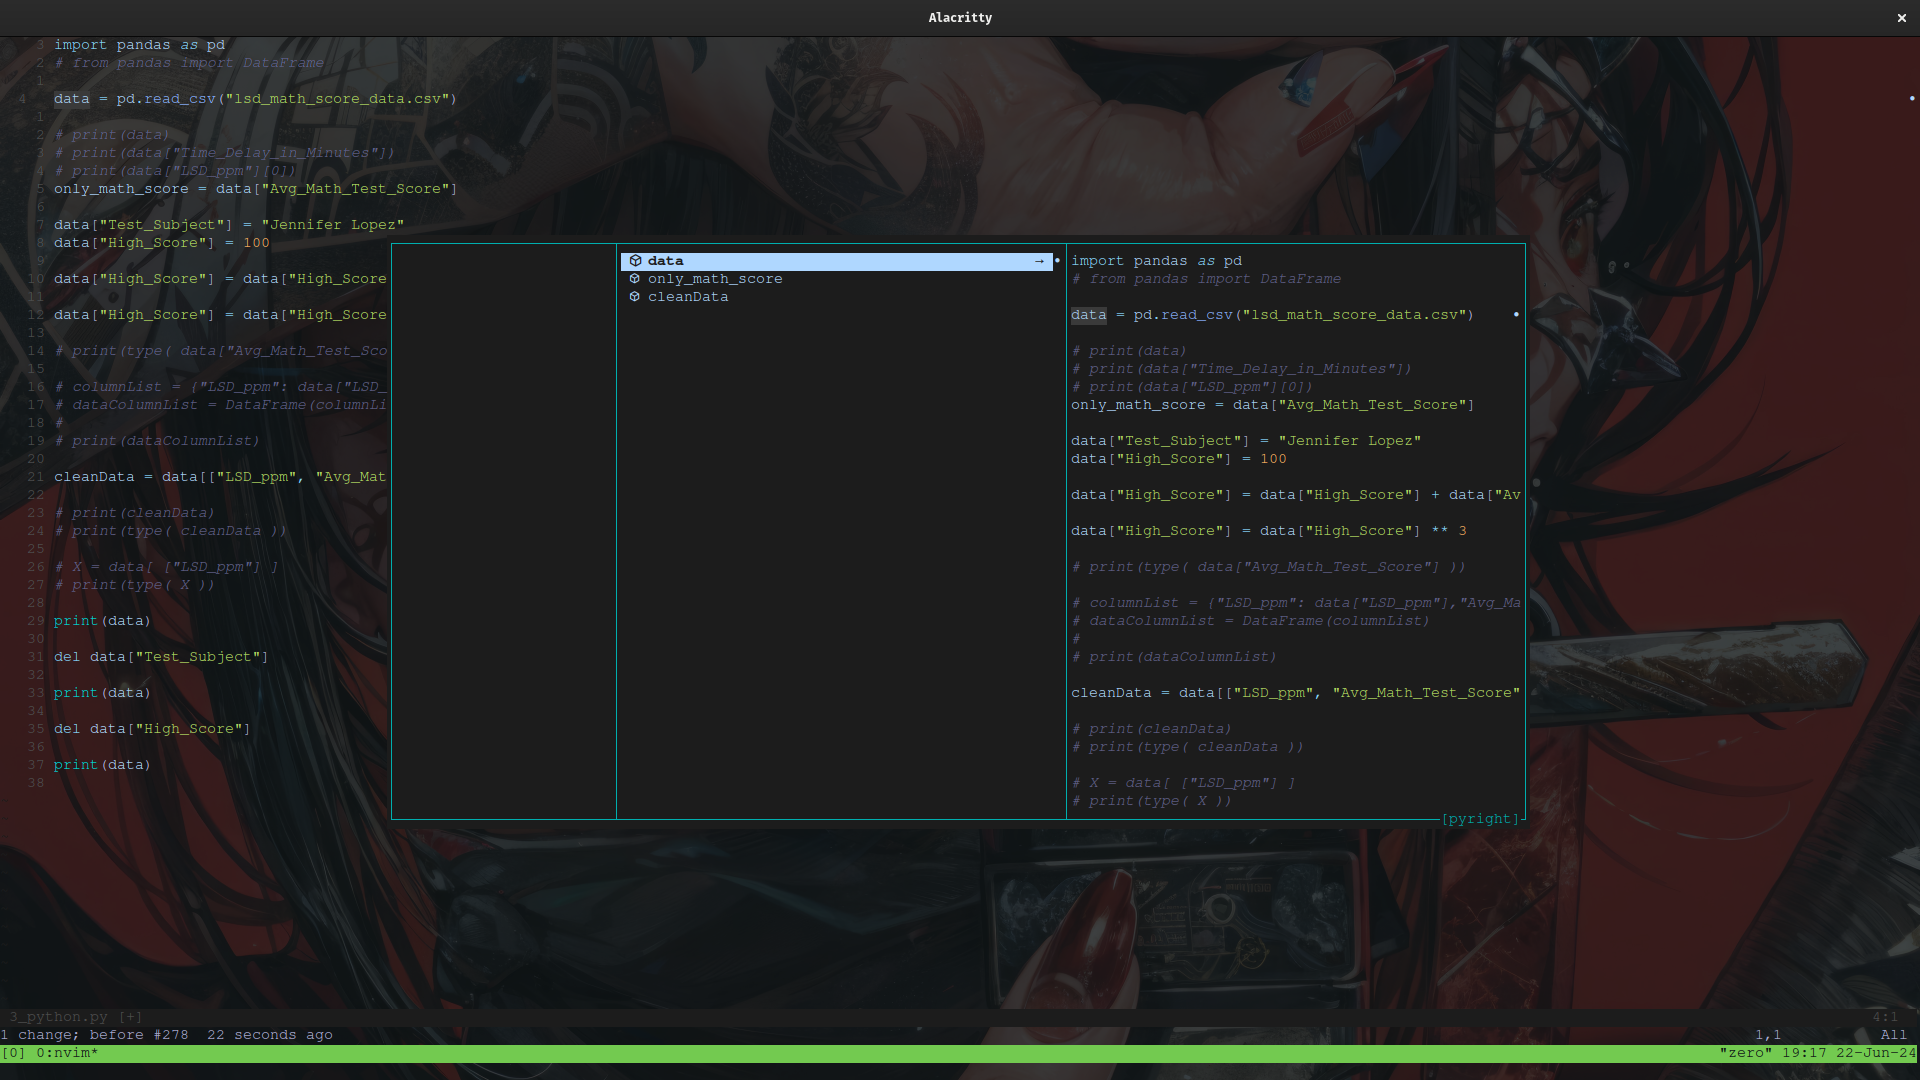 Alacritty ×
3 import pandas as pd
2 # from pandas import DataFrame
1
4 data = pd.read_csv("lsd_math_score_data.csv")
1
2 # print(data)
3 # print(data["Time_Delay_in_Minutes"])
4 # print(data["LSD_ppm"][0])
5 only_math_score = data["Avg_Math_Test_Score"]
6
7 data["Test_Subject"] = "Jennifer Lopez"
8 data["High_Score"] = 100
9
10 data["High_Score"] = data["High_Score
11
12 data["High_Score"] = data["High_Score
13
14 # print(type( data["Avg_Math_Test_Sco
15
16 # columnList = {"LSD_ppm": data["LSD_
17 # dataColumnList = DataFrame(columnLi
18 #
19 # print(dataColumnList)
20
21 cleanData = data[["LSD_ppm", "Avg_Mat
22
23 # print(cleanData)
24 # print(type( cleanData ))
25
26 # X = data[ ["LSD_ppm"] ]
27 # print(type( X ))
28
29 print(data)
30
31 del data["Test_Subject"]
32
33 print(data)
34
35 del data["High_Score"]
36
37 print(data)
38
data →
only_math_score
cleanData
import pandas as pd
# from pandas import DataFrame
data = pd.read_csv("lsd_math_score_data.csv")
# print(data)
# print(data["Time_Delay_in_Minutes"])
# print(data["LSD_ppm"][0])
only_math_score = data["Avg_Math_Test_Score"]
data["Test_Subject"] = "Jennifer Lopez"
data["High_Score"] = 100
data["High_Score"] = data["High_Score"] + data["Av
data["High_Score"] = data["High_Score"] ** 3
# print(type( data["Avg_Math_Test_Score"] ))
# columnList = {"LSD_ppm": data["LSD_ppm"],"Avg_Ma
# dataColumnList = DataFrame(columnList)
#
# print(dataColumnList)
cleanData = data[["LSD_ppm", "Avg_Math_Test_Score"
# print(cleanData)
# print(type( cleanData ))
# X = data[ ["LSD_ppm"] ]
# print(type( X ))
[pyright]
3_python.py [+] 4:1
1 change; before #278  22 seconds ago 1,1 All
[0] 0:nvim* "zero" 19:17 22-Jun-24